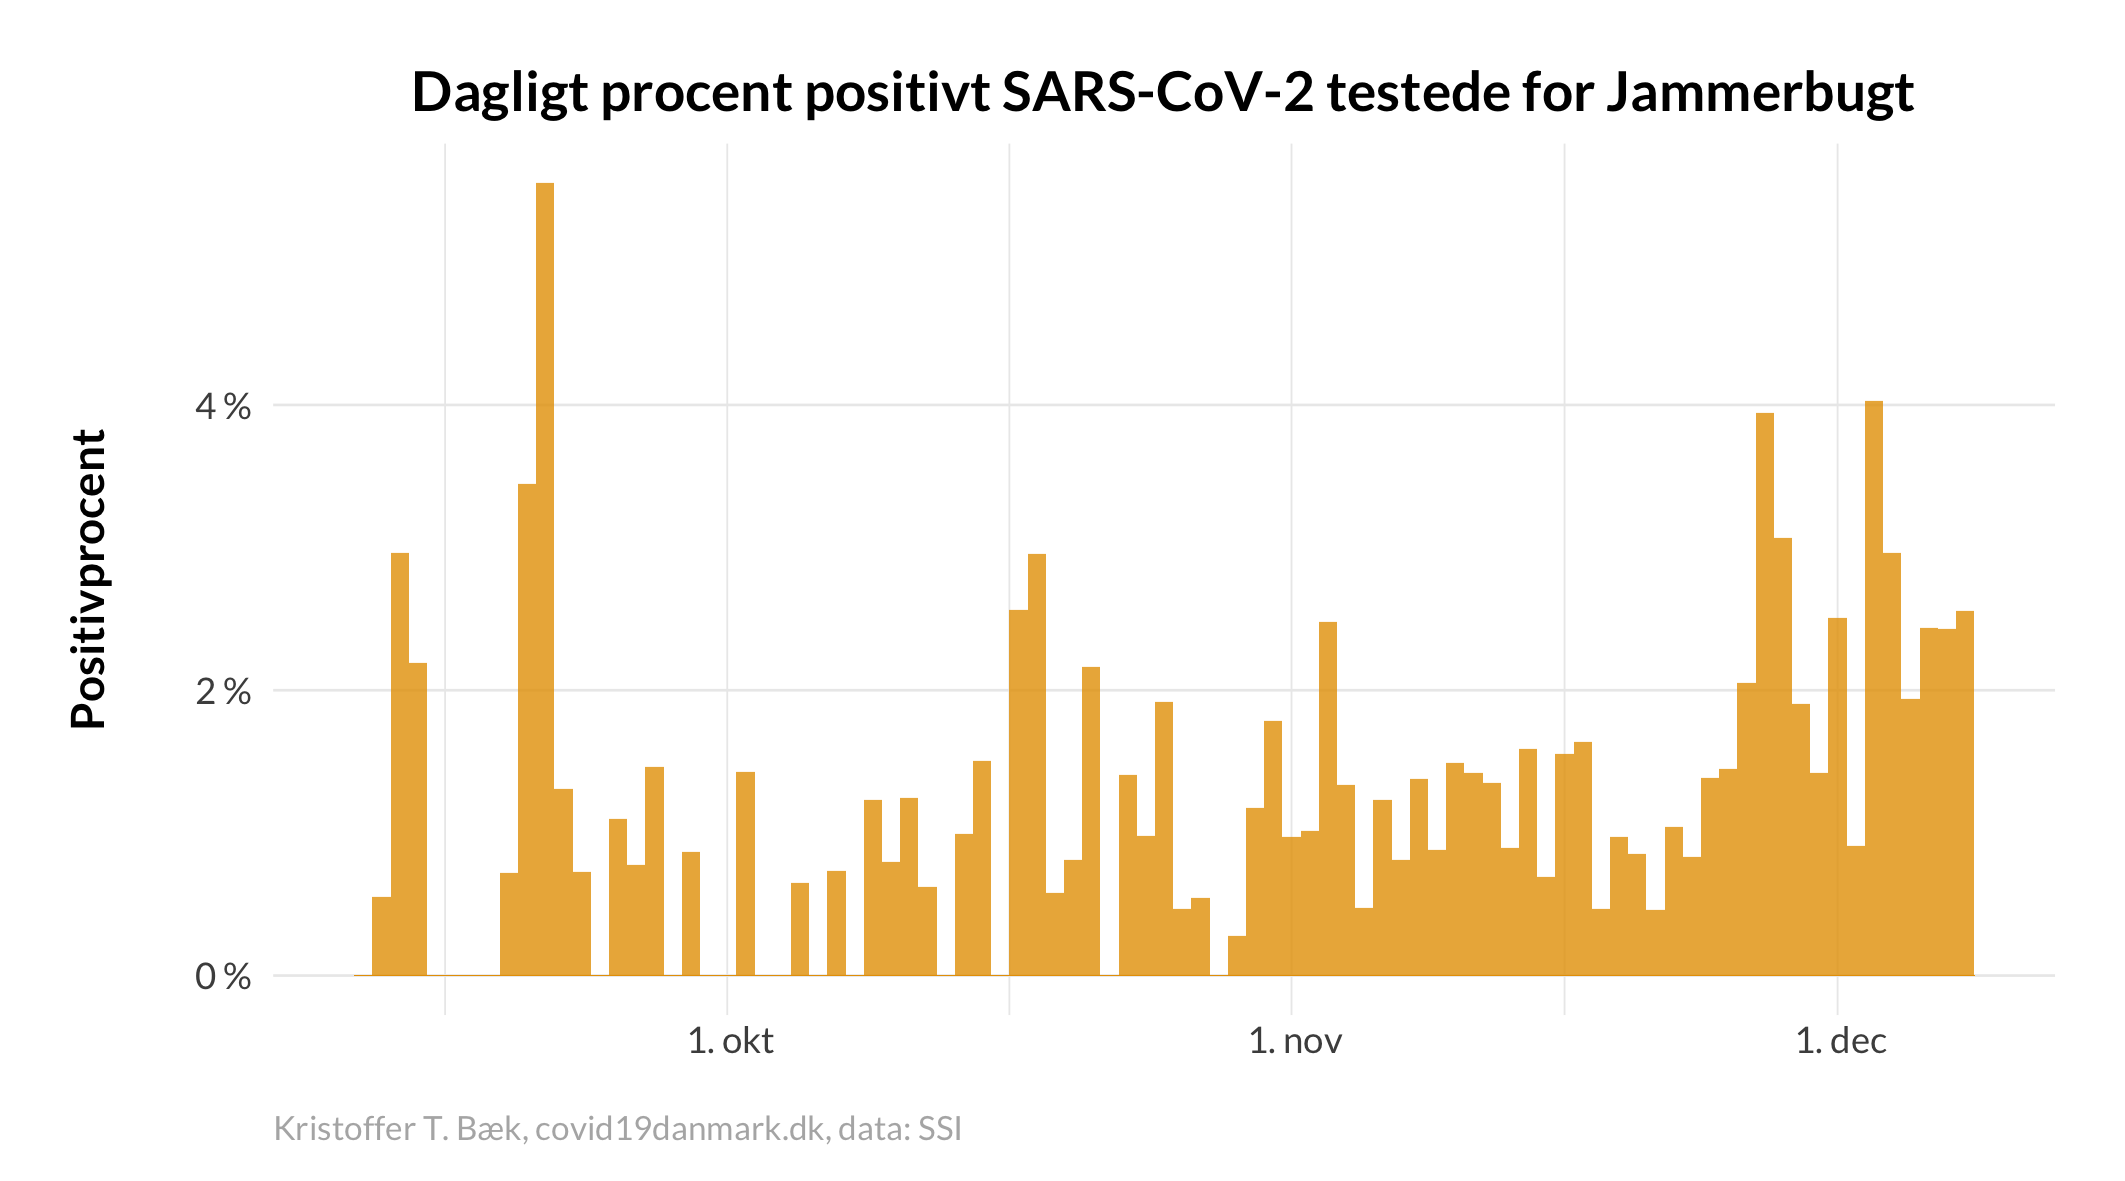 Dagligt procent positivt SARS-CoV-2 testede for Jammerbugt
Positivprocent
4 %
2 %
0 %
1. okt
1. nov
1. dec
Kristoffer T. Bæk, covid19danmark.dk, data: SSI